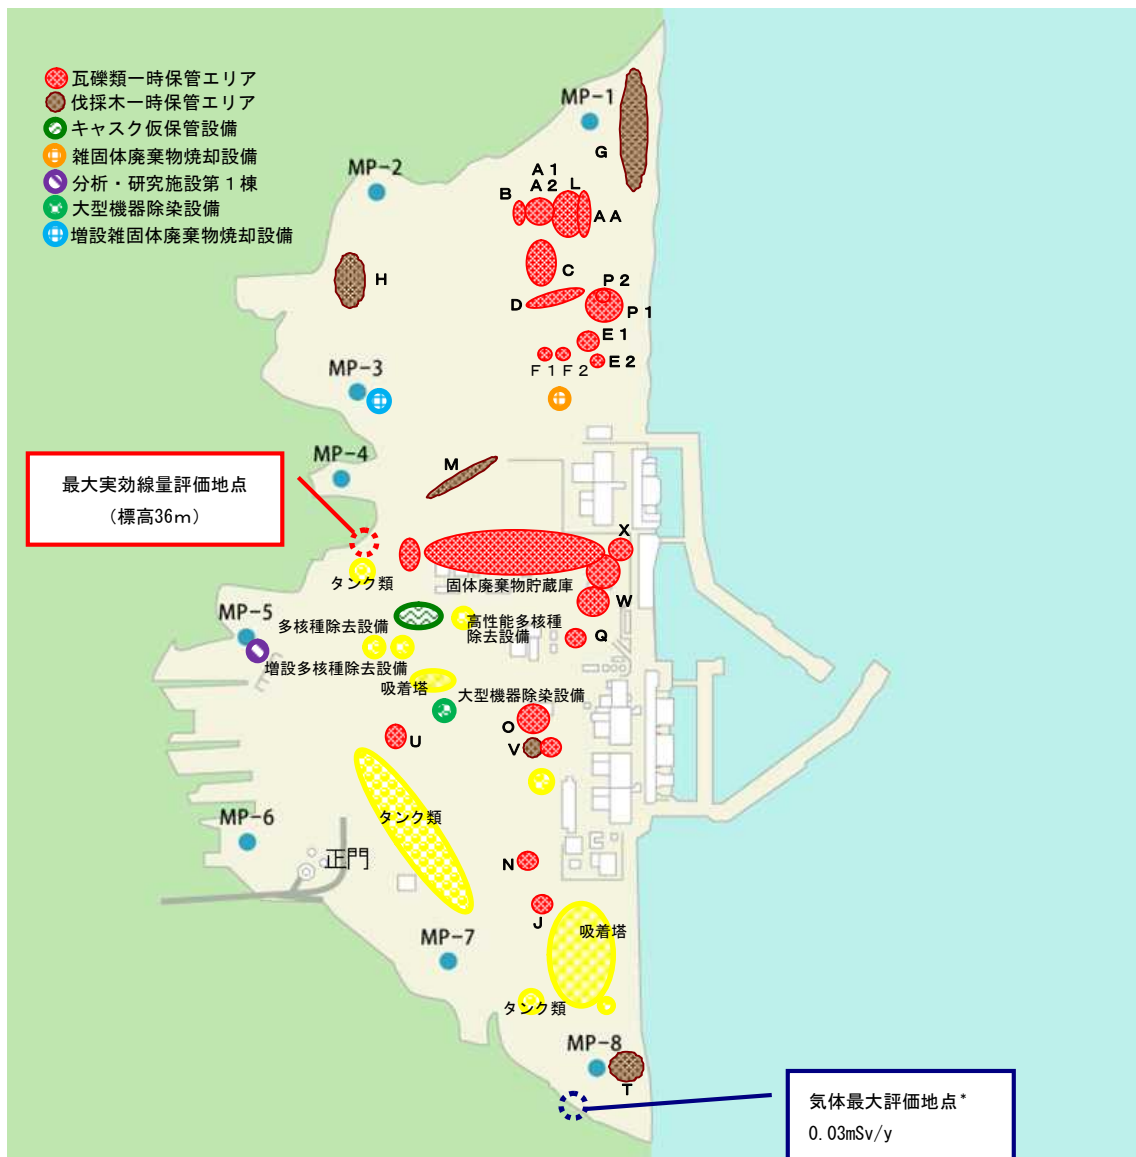 瓦礫類一時保管エリア
伐採木一時保管エリア
キャスク仮保管設備
雑固体廃棄物焼却設備
分析・研究施設第１棟
大型機器除染設備
増設雑固体廃棄物焼却設備
MP-1
G
MP-2
A1
A2
L
B
AA
H
C
P2
D
P1
E1
E2
F1
F2
MP-3
MP-4
M
最大実効線量評価地点
（標高36m）
X
タンク類
固体廃棄物貯蔵庫
W
MP-5
多核種除去設備
高性能多核種
除去設備
Q
増設多核種除去設備
吸着塔
大型機器除染設備
O
U
V
タンク類
MP-6
正門
N
J
吸着塔
MP-7
タンク類
MP-8
T
気体最大評価地点*
0.03mSv/y